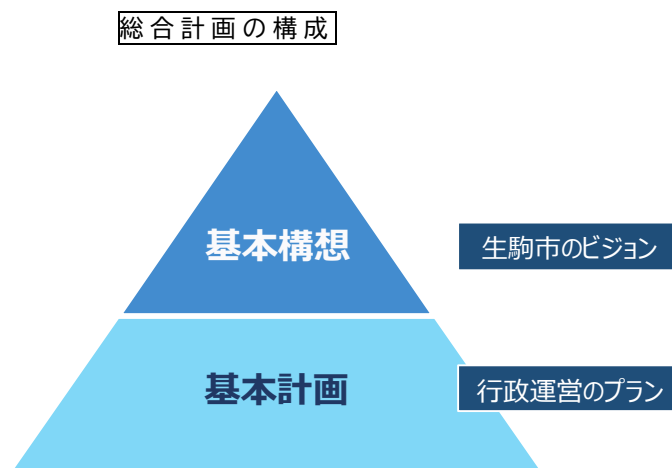 総合計画の構成
基本構想
生駒市のビジョン
基本計画
行政運営のプラン